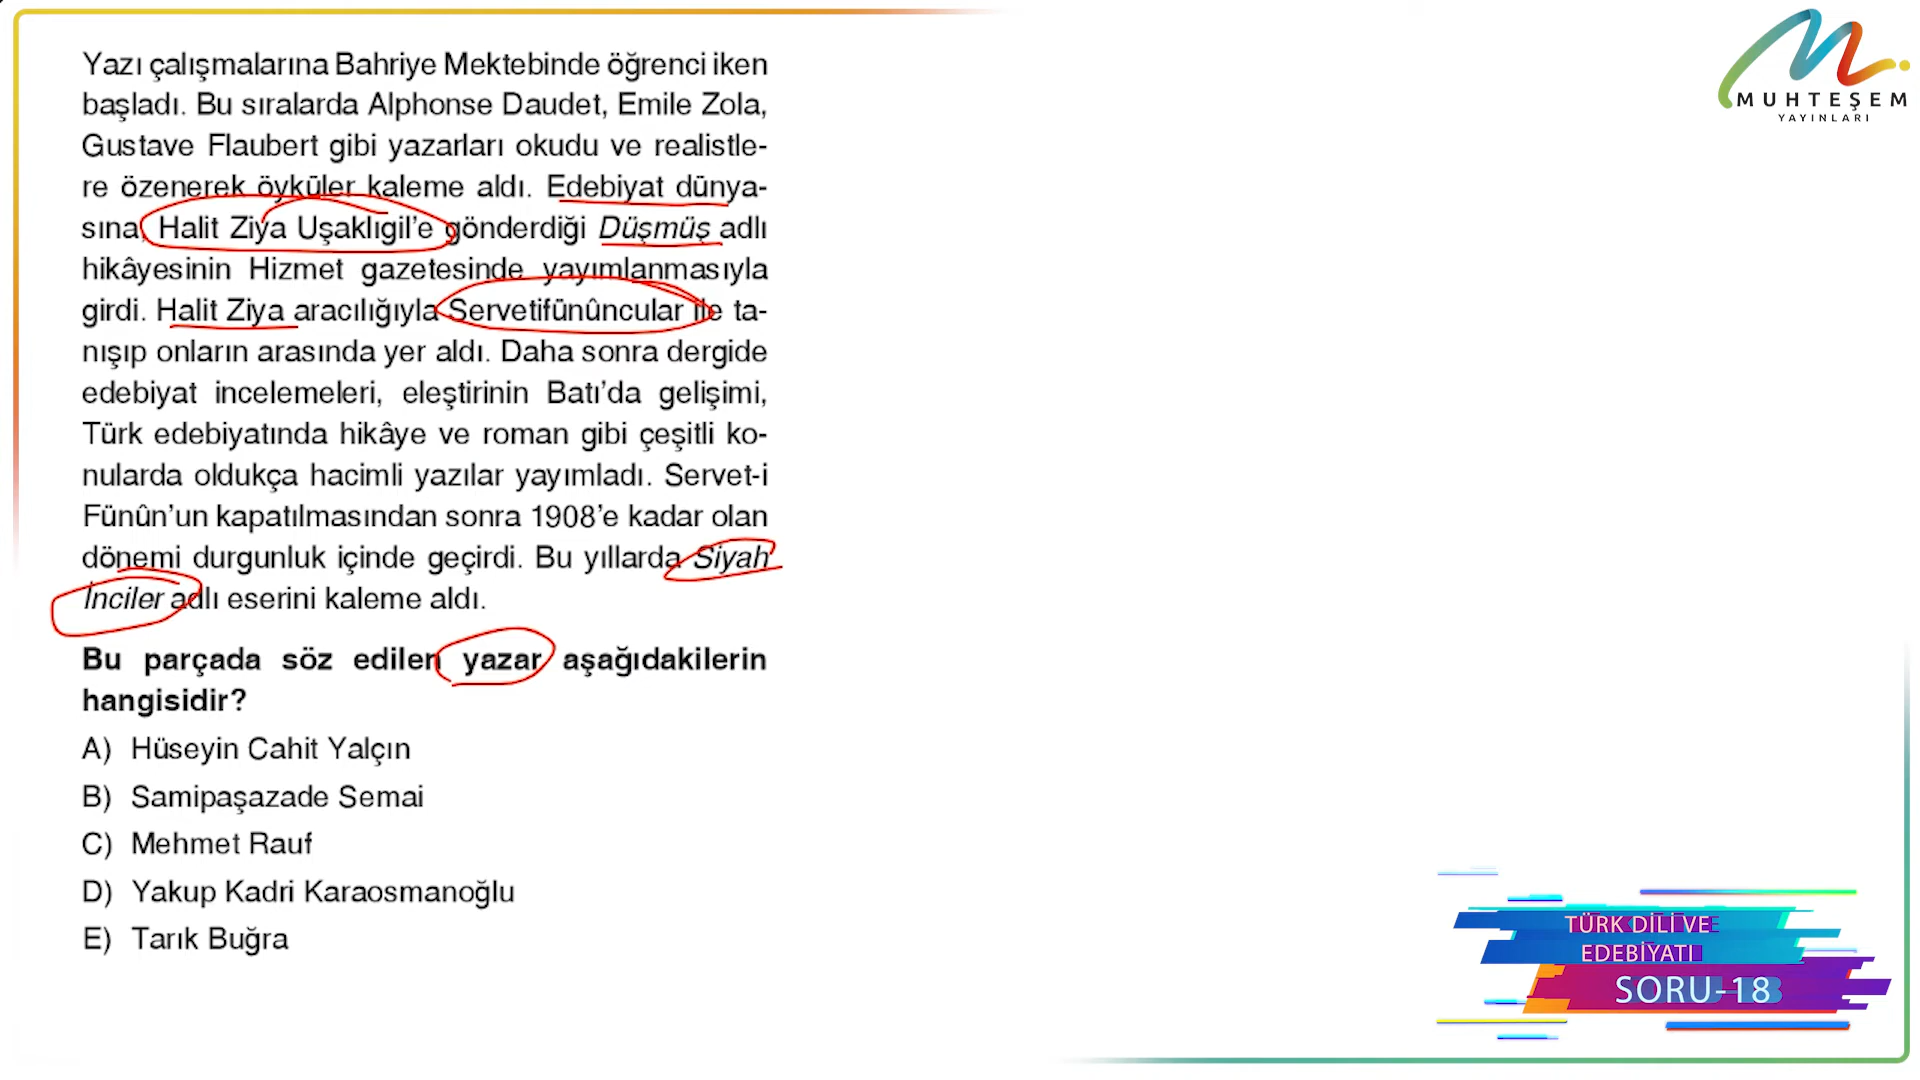 MUHTEŞEM
YAYINLARI
Yazı çalışmalarına Bahriye Mektebinde öğrenci iken
başladı. Bu sıralarda Alphonse Daudet, Emile Zola,
Gustave Flaubert gibi yazarları okudu ve realistle-
re özenerek öyküler kaleme aldı. Edebiyat dünya-
sına, Halit Ziya Uşaklıgil’e gönderdiği Düşmüş adlı
hikâyesinin Hizmet gazetesinde yayımlanmasıyla
girdi. Halit Ziya aracılığıyla Servetifünûncular ile ta-
nışıp onların arasında yer aldı. Daha sonra dergide
edebiyat incelemeleri, eleştirinin Batı’da gelişimi,
Türk edebiyatında hikâye ve roman gibi çeşitli ko-
nularda oldukça hacimli yazılar yayımladı. Servet-i
Fünûn’un kapatılmasından sonra 1908’e kadar olan
dönemi durgunluk içinde geçirdi. Bu yıllarda Siyah
İnciler adlı eserini kaleme aldı.
Bu parçada söz edilen yazar aşağıdakilerin
hangisidir?
A) Hüseyin Cahit Yalçın
B) Samipaşazade Semai
C) Mehmet Rauf
D) Yakup Kadri Karaosmanoğlu
E) Tarık Buğra
TÜRK DİLİ VE
EDEBİYATI
SORU-18